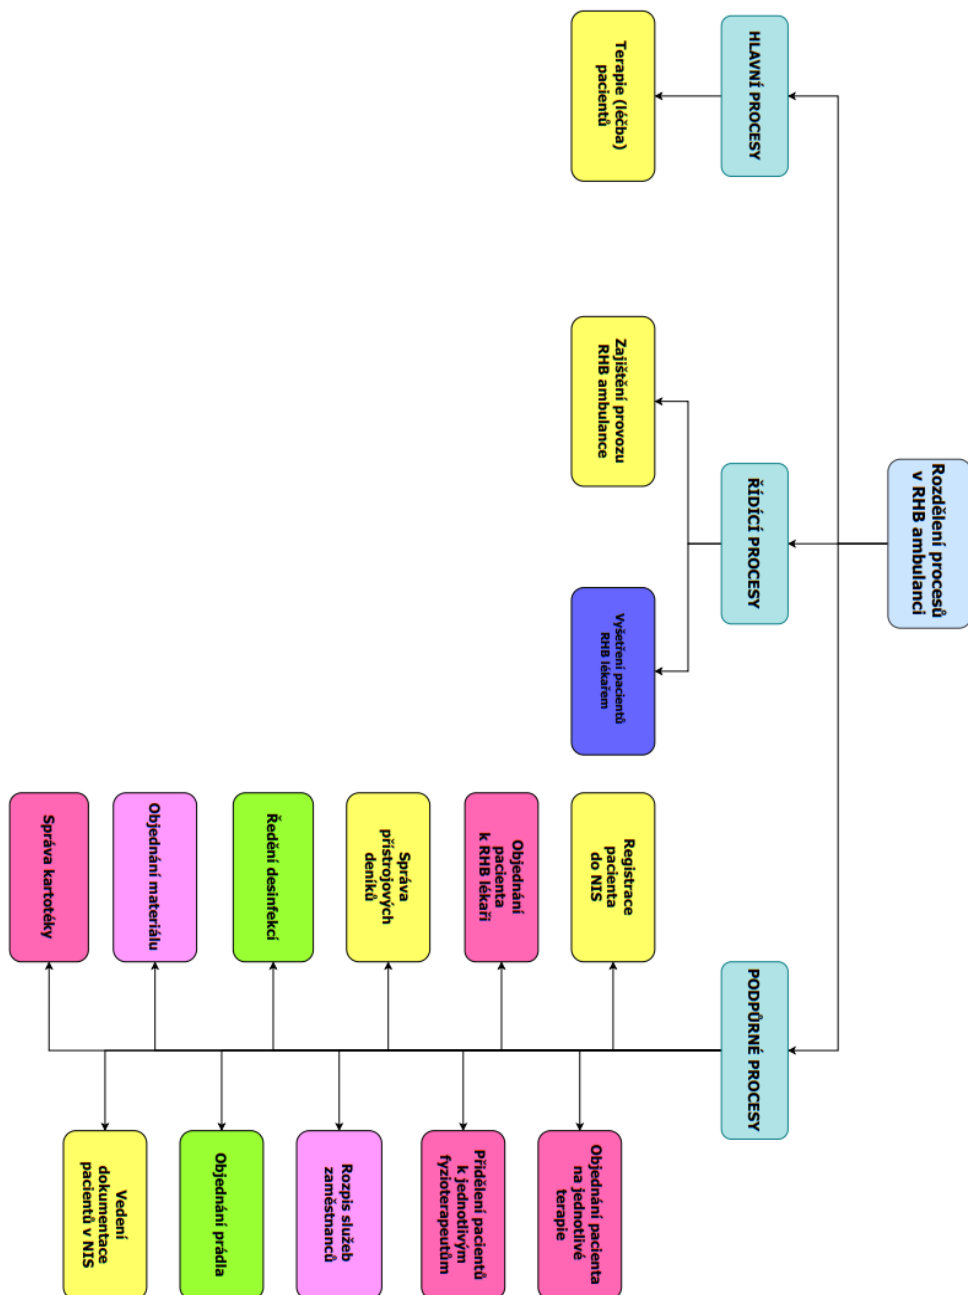 Rozdělení procesů
v RHB ambulanci
HLAVNÍ PROCESY
ŘÍDÍCÍ PROCESY
PODPŮRNÉ PROCESY
Terapie (léčba)
pacientů
Zajištění provozu
RHB ambulance
Vyšetření pacientů
RHB lékařem
Registrace
pacienta
do NIS
Objednání pacienta
na jednotlivé
terapie
Objednání
pacienta
k RHB lékaři
Přidělení pacientů
k jednotlivým
fyzioterapeutům
Správa
přístrojových
deníků
Rozpis služeb
zaměstnanců
Ředění desinfekcí
Objednání prádla
Objednání materiálu
Vedení
dokumentace
pacientů v NIS
Správa kartotéky